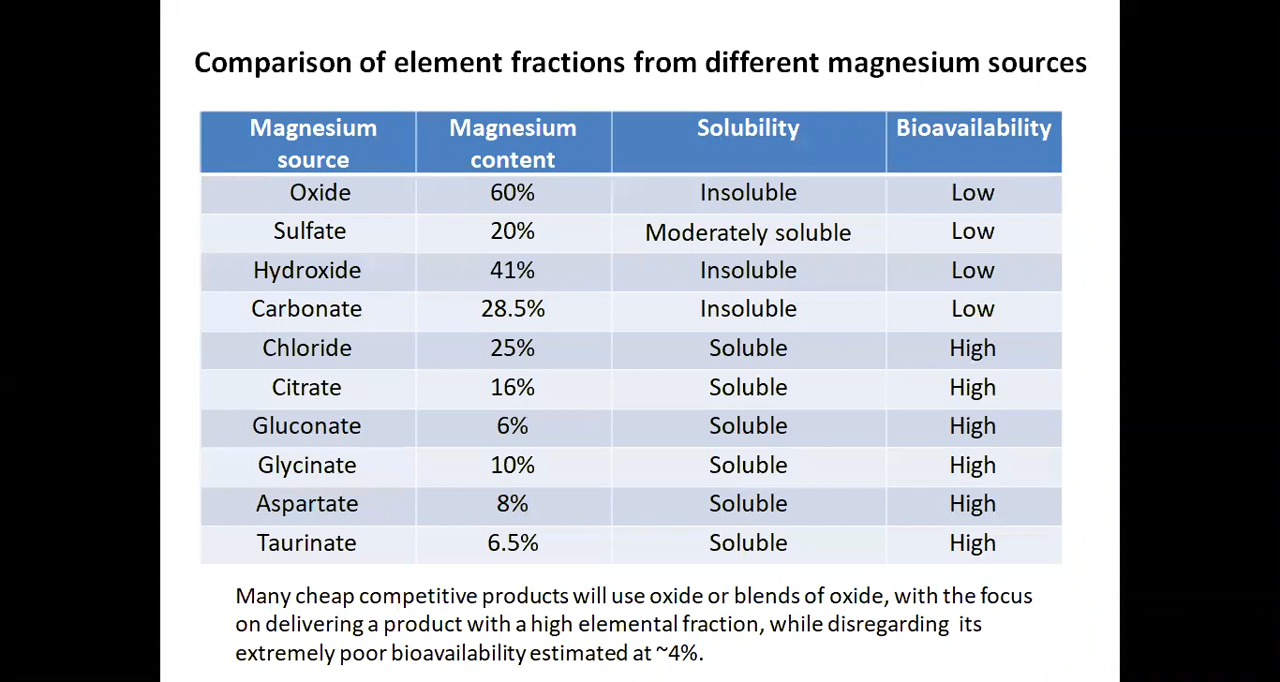 Comparison of element fractions from different magnesium sources
Magnesium source Magnesium content Solubility Bioavailability
Oxide 60% Insoluble Low
Sulfate 20% Moderately soluble Low
Hydroxide 41% Insoluble Low
Carbonate 28.5% Insoluble Low
Chloride 25% Soluble High
Citrate 16% Soluble High
Gluconate 6% Soluble High
Glycinate 10% Soluble High
Aspartate 8% Soluble High
Taurinate 6.5% Soluble High
Many cheap competitive products will use oxide or blends of oxide, with the focus
on delivering a product with a high elemental fraction, while disregarding its
extremely poor bioavailability estimated at ~4%.